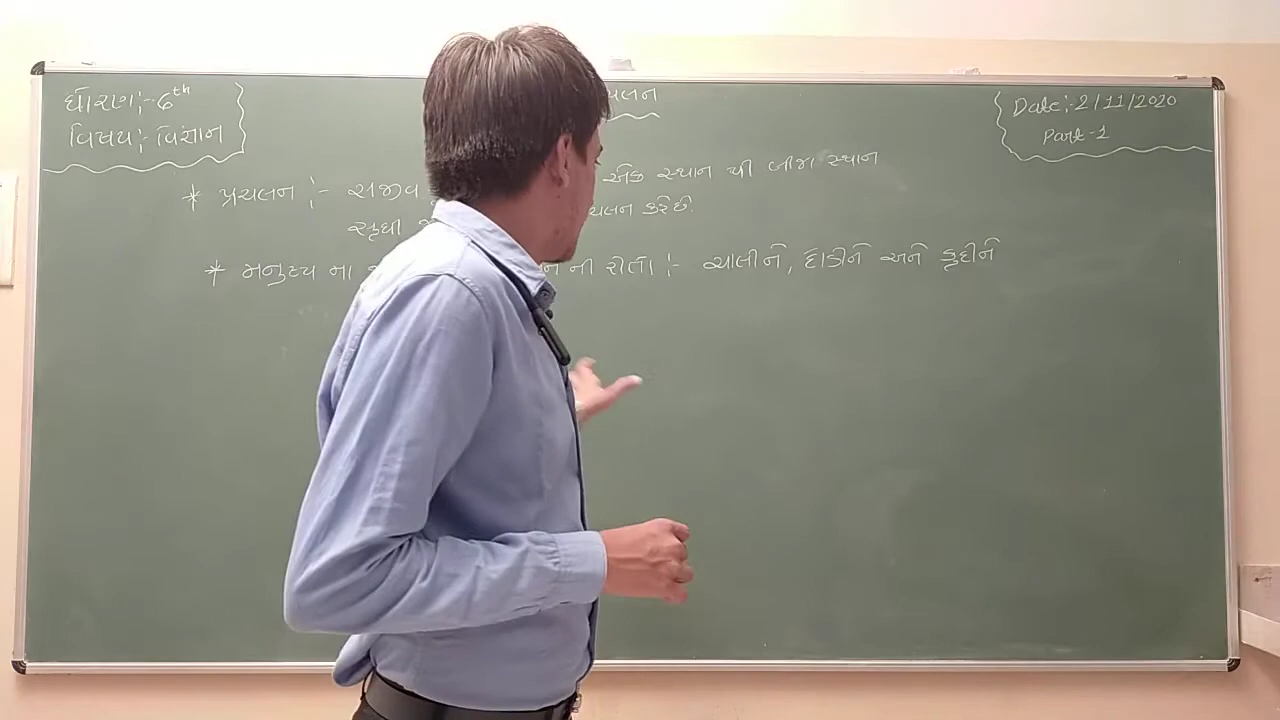 ધોરણ:- 6th
વિષય:- વિજ્ઞાન
ચલન
Date:- 2/11/2020
Part-1
* પ્રચલન :- સજીવ એક સ્થાન થી બીજા સ્થાન
સુધી ચલન કરે છે.
* મનુષ્ય ના ની રીતો :- ચાલીને, દોડીને અને કૂદીને